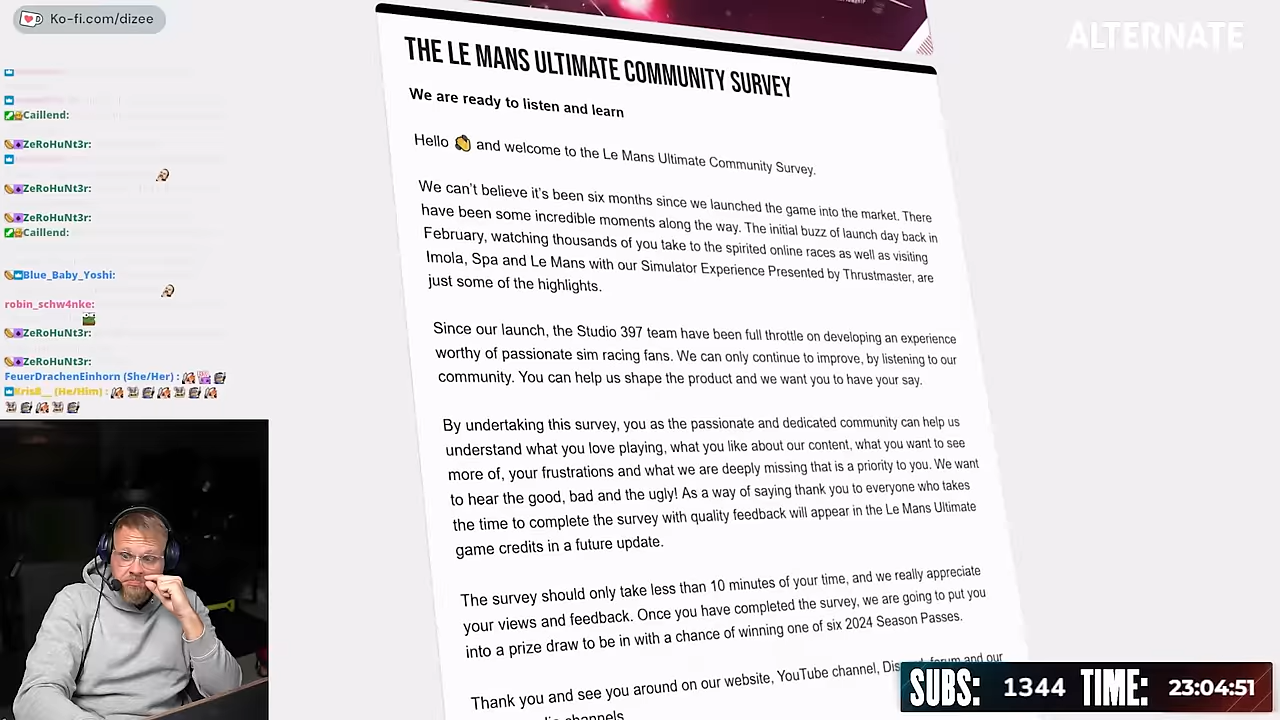 Ko-fi.com/dizee
ALTERNATE
Caillend:
ZeRoHuNt3r:
ZeRoHuNt3r:
ZeRoHuNt3r:
Caillend:
Blue_Baby_Yoshi:
robin_schw4nke:
ZeRoHuNt3r:
ZeRoHuNt3r:
FeuerDrachenEinhorn (She/Her) :
KrisB__ (He/Him) :
THE LE MANS ULTIMATE COMMUNITY SURVEY
We are ready to listen and learn
Hello 👏 and welcome to the Le Mans Ultimate Community Survey.
We can't believe it's been six months since we launched the game into the market. There
have been some incredible moments along the way. The initial buzz of launch day back in
February, watching thousands of you take to the spirited online races as well as visiting
Imola, Spa and Le Mans with our Simulator Experience Presented by Thrustmaster, are
just some of the highlights.
Since our launch, the Studio 397 team have been full throttle on developing an experience
worthy of passionate sim racing fans. We can only continue to improve, by listening to our
community. You can help us shape the product and we want you to have your say.
By undertaking this survey, you as the passionate and dedicated community can help us
understand what you love playing, what you like about our content, what you want to see
more of, your frustrations and what we are deeply missing that is a priority to you. We want
to hear the good, bad and the ugly! As a way of saying thank you to everyone who takes
the time to complete the survey with quality feedback will appear in the Le Mans Ultimate
game credits in a future update.
The survey should only take less than 10 minutes of your time, and we really appreciate
your views and feedback. Once you have completed the survey, we are going to put you
into a prize draw to be in with a chance of winning one of six 2024 Season Passes.
Thank you and see you around on our website, YouTube channel, forum and our
channels.
SUBS: 1344 TIME: 23:04:51